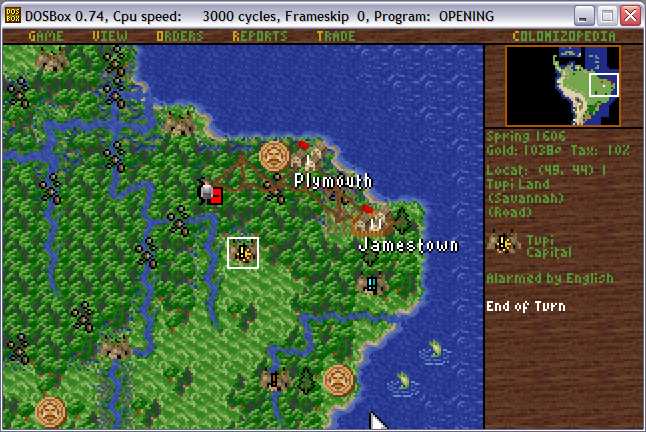 DOSBox 0.74, Cpu speed: 3000 cycles, Frameskip 0, Program: OPENING
GAME VIEW ORDERS REPORTS TRADE COLONIZOPEDIA
Spring 1606
Gold: 1038e Tax: 10%
Locat: (49, 44) 1
Tupi Land
(Savannah)
(Road)
Plymouth
Jamestown
Tupi
Capital
Alarmed by English
End of Turn